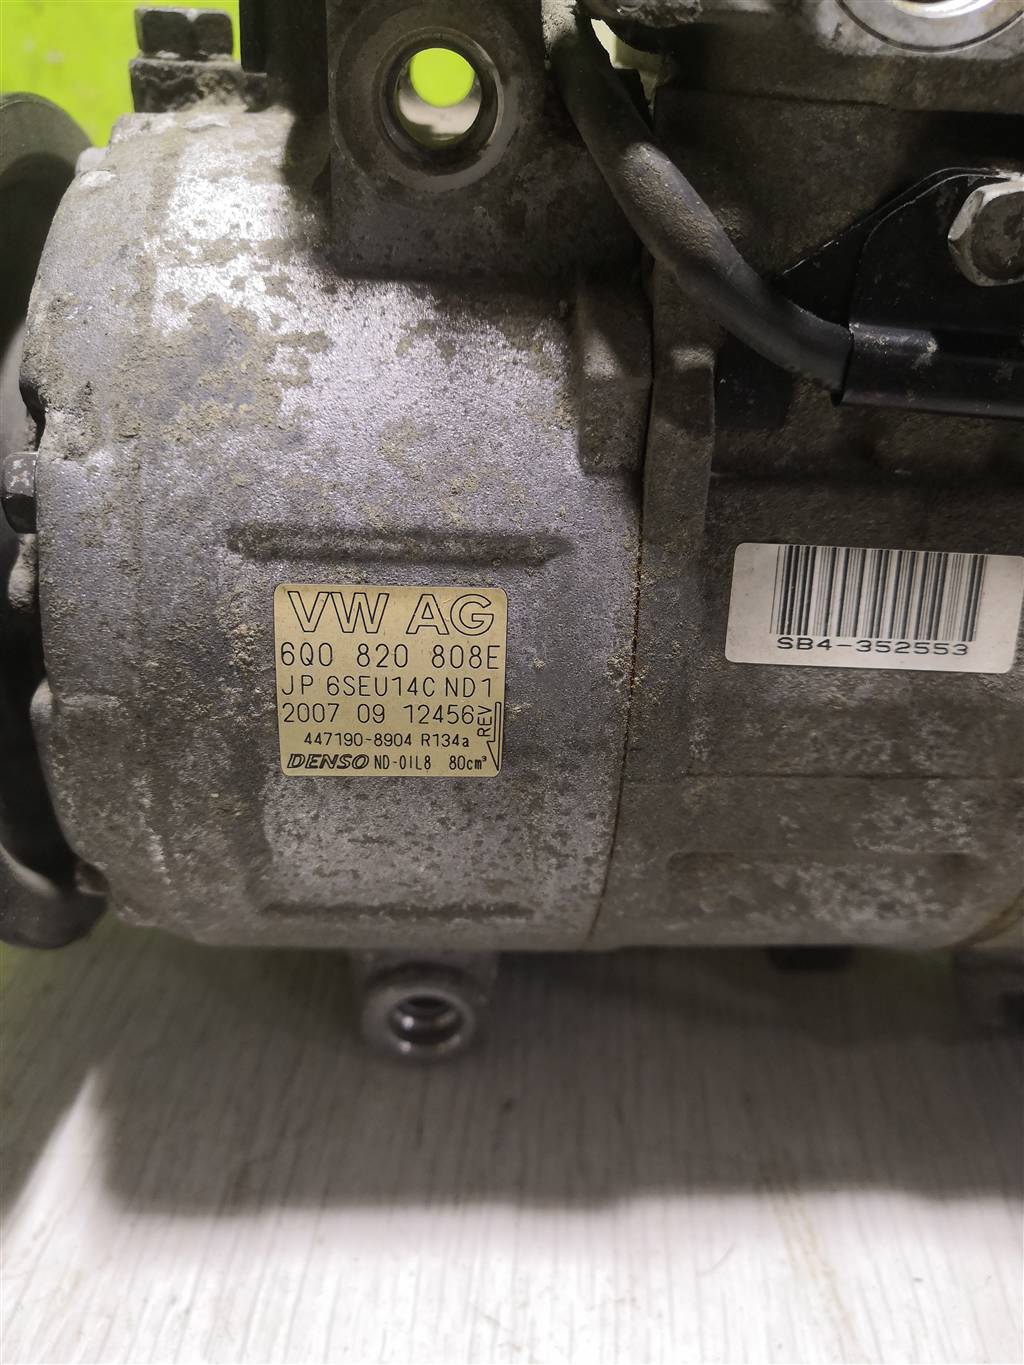 VW AG
6Q0 820 808E
JP 6SEU14C ND1
2007 09 12456
REV
447190-8904 R134a
DENSO ND-OIL8 80cm³
SB4-352553